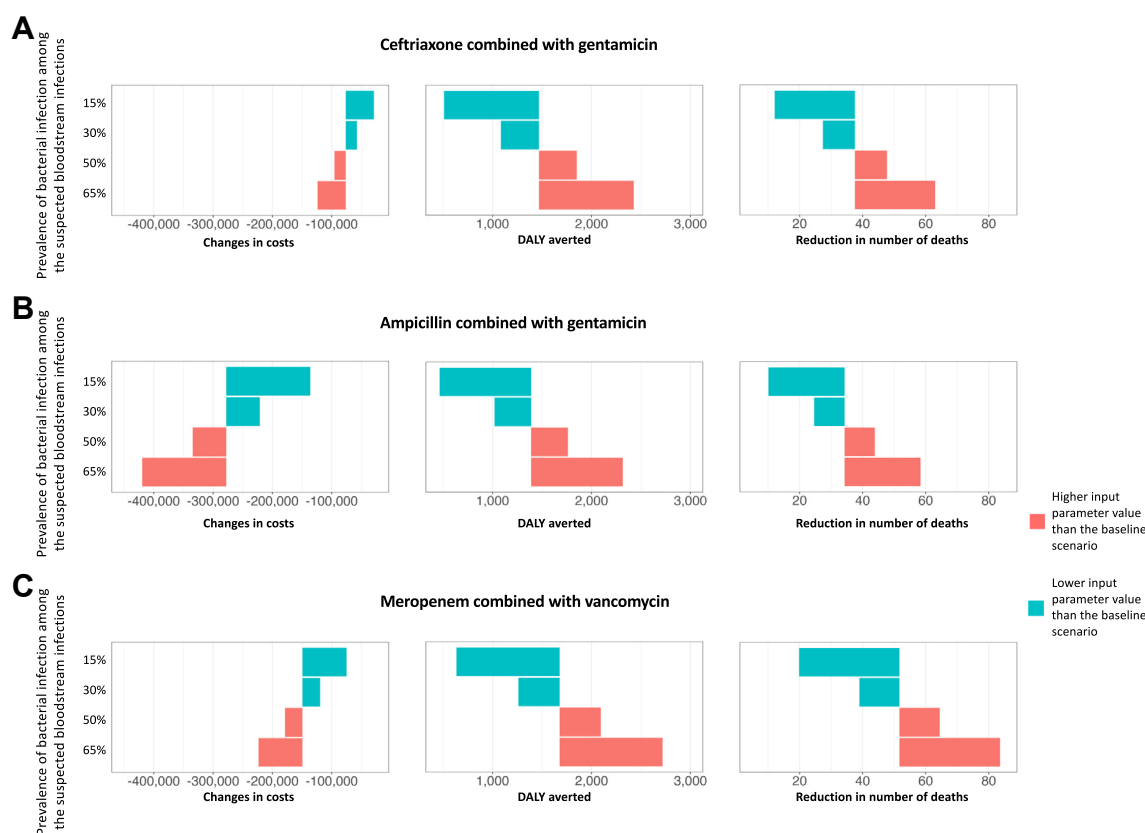 A
Ceftriaxone combined with gentamicin
Prevalence of bacterial infection among
the suspected bloodstream infections
15%
30%
50%
65%
-400,000 -300,000 -200,000 -100,000
Changes in costs
1,000 2,000 3,000
DALY averted
20 40 60 80
Reduction in number of deaths
B
Ampicillin combined with gentamicin
Prevalence of bacterial infection among
the suspected bloodstream infections
15%
30%
50%
65%
-400,000 -300,000 -200,000 -100,000
Changes in costs
1,000 2,000 3,000
DALY averted
20 40 60 80
Reduction in number of deaths
Higher input
parameter value
than the baseline
scenario
Lower input
parameter value
than the baseline
scenario
C
Meropenem combined with vancomycin
Prevalence of bacterial infection among
the suspected bloodstream infections
15%
30%
50%
65%
-400,000 -300,000 -200,000 -100,000
Changes in costs
1,000 2,000 3,000
DALY averted
20 40 60 80
Reduction in number of deaths